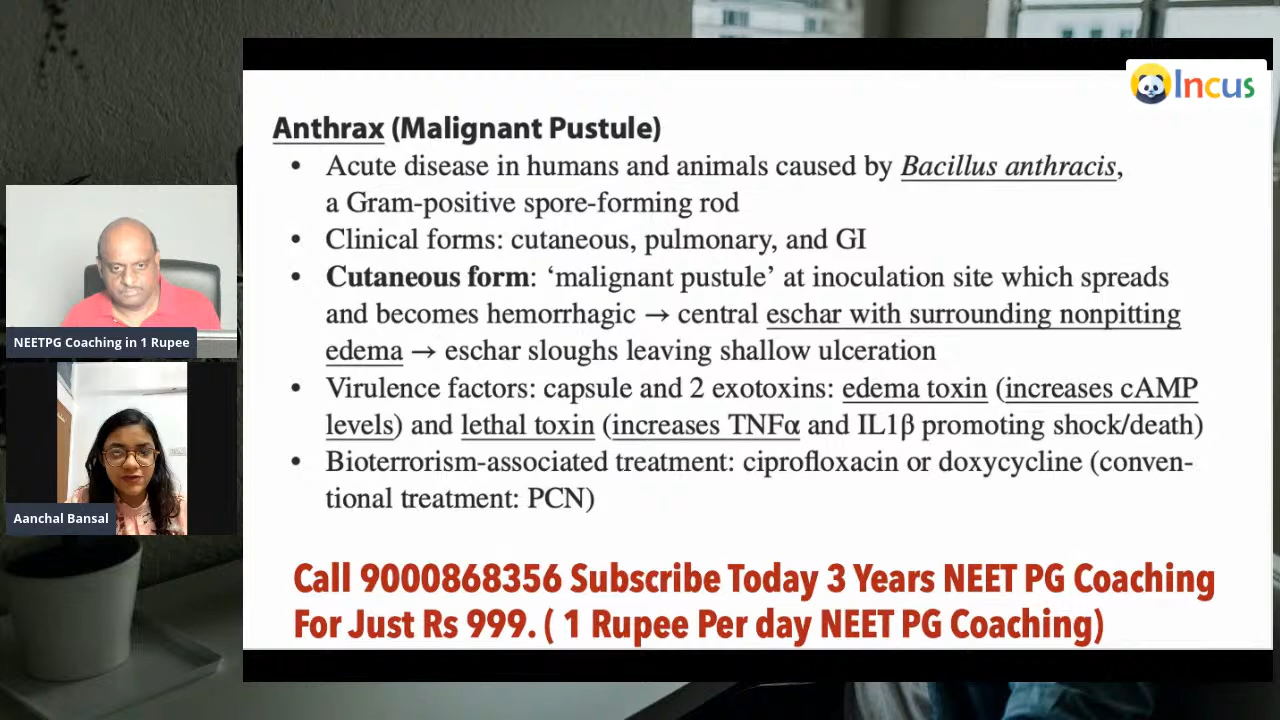 Incus
Anthrax (Malignant Pustule)
• Acute disease in humans and animals caused by Bacillus anthracis,
a Gram-positive spore-forming rod
• Clinical forms: cutaneous, pulmonary, and GI
• Cutaneous form: ‘malignant pustule’ at inoculation site which spreads
and becomes hemorrhagic → central eschar with surrounding nonpitting
edema → eschar sloughs leaving shallow ulceration
• Virulence factors: capsule and 2 exotoxins: edema toxin (increases cAMP
levels) and lethal toxin (increases TNFα and IL1β promoting shock/death)
• Bioterrorism-associated treatment: ciprofloxacin or doxycycline (conven-
tional treatment: PCN)
Call 9000868356 Subscribe Today 3 Years NEET PG Coaching
For Just Rs 999. ( 1 Rupee Per day NEET PG Coaching)
NEETPG Coaching in 1 Rupee
Aanchal Bansal